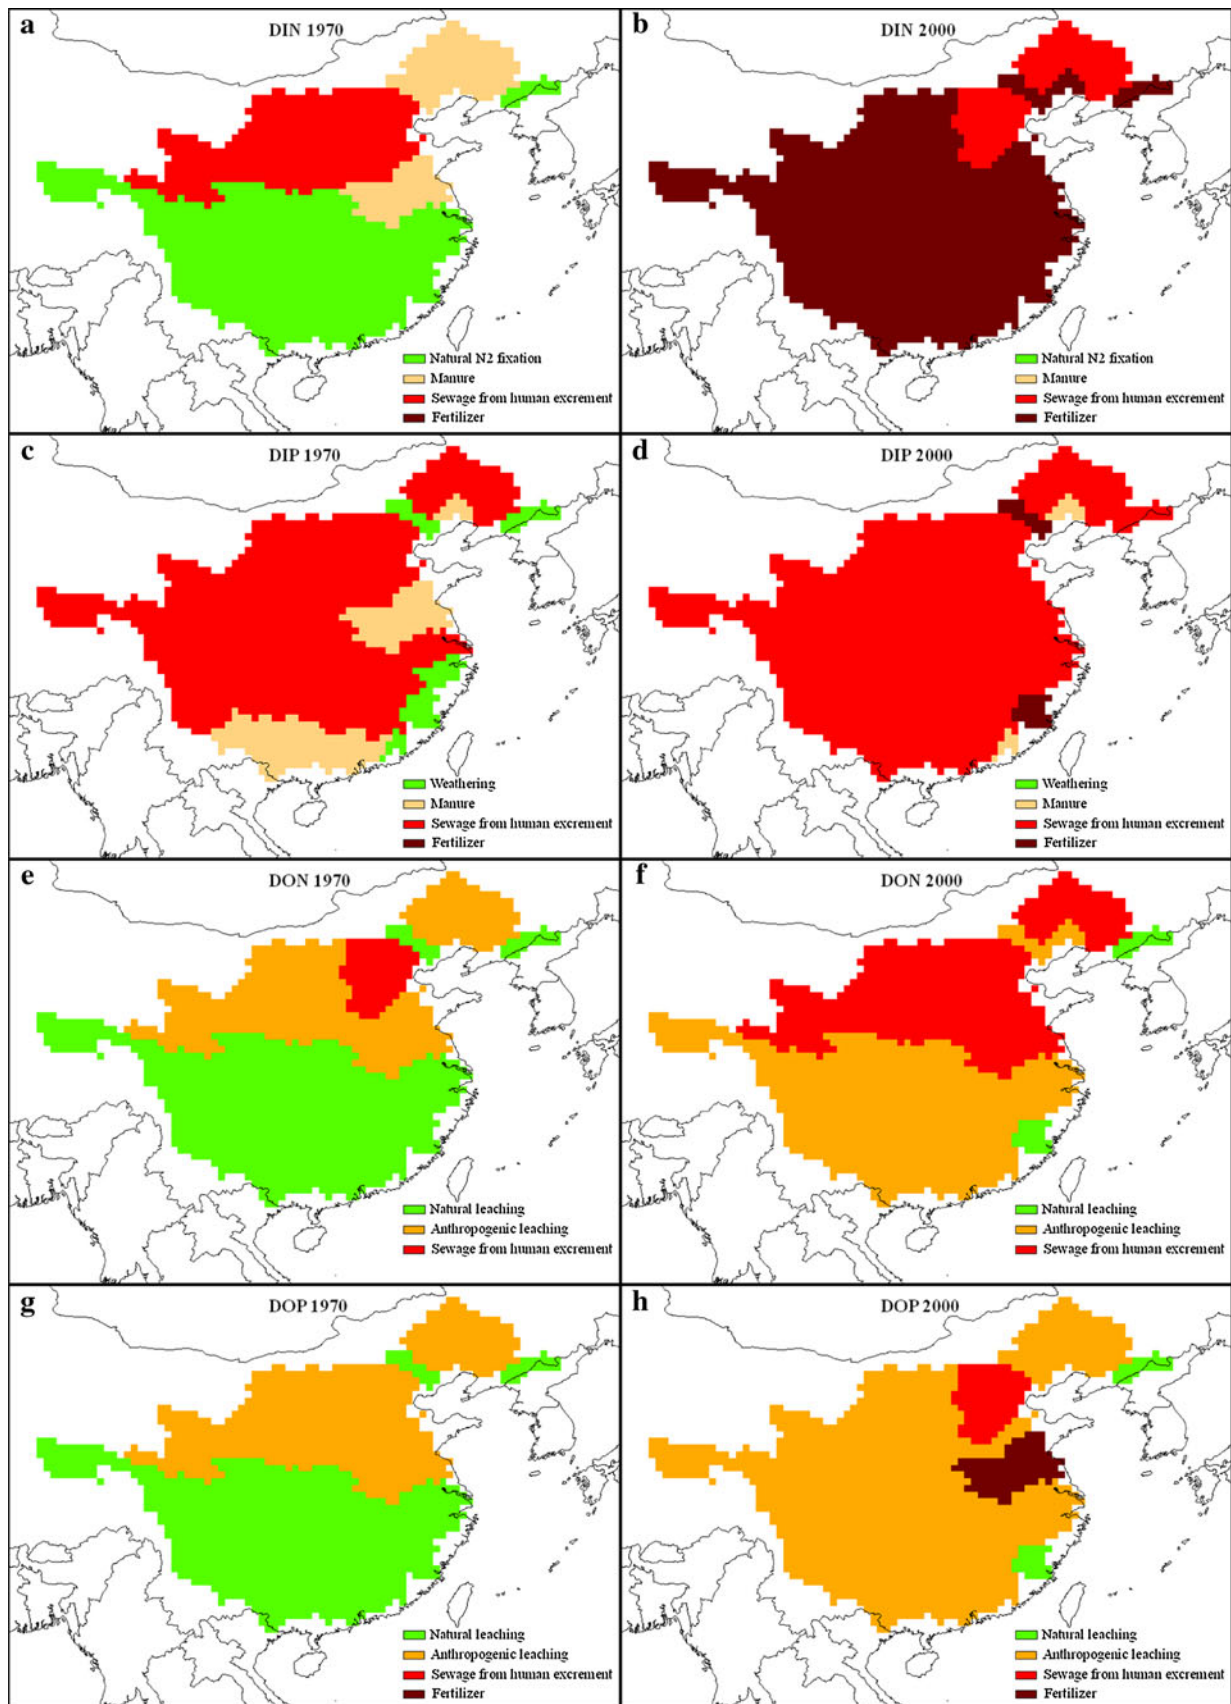 a
DIN 1970
Natural N2 fixation
Manure
Sewage from human excrement
Fertilizer
b
DIN 2000
Natural N2 fixation
Manure
Sewage from human excrement
Fertilizer
c
DIP 1970
Weathering
Manure
Sewage from human excrement
Fertilizer
d
DIP 2000
Weathering
Manure
Sewage from human excrement
Fertilizer
e
DON 1970
Natural leaching
Anthropogenic leaching
Sewage from human excrement
f
DON 2000
Natural leaching
Anthropogenic leaching
Sewage from human excrement
g
DOP 1970
Natural leaching
Anthropogenic leaching
Sewage from human excrement
Fertilizer
h
DOP 2000
Natural leaching
Anthropogenic leaching
Sewage from human excrement
Fertilizer